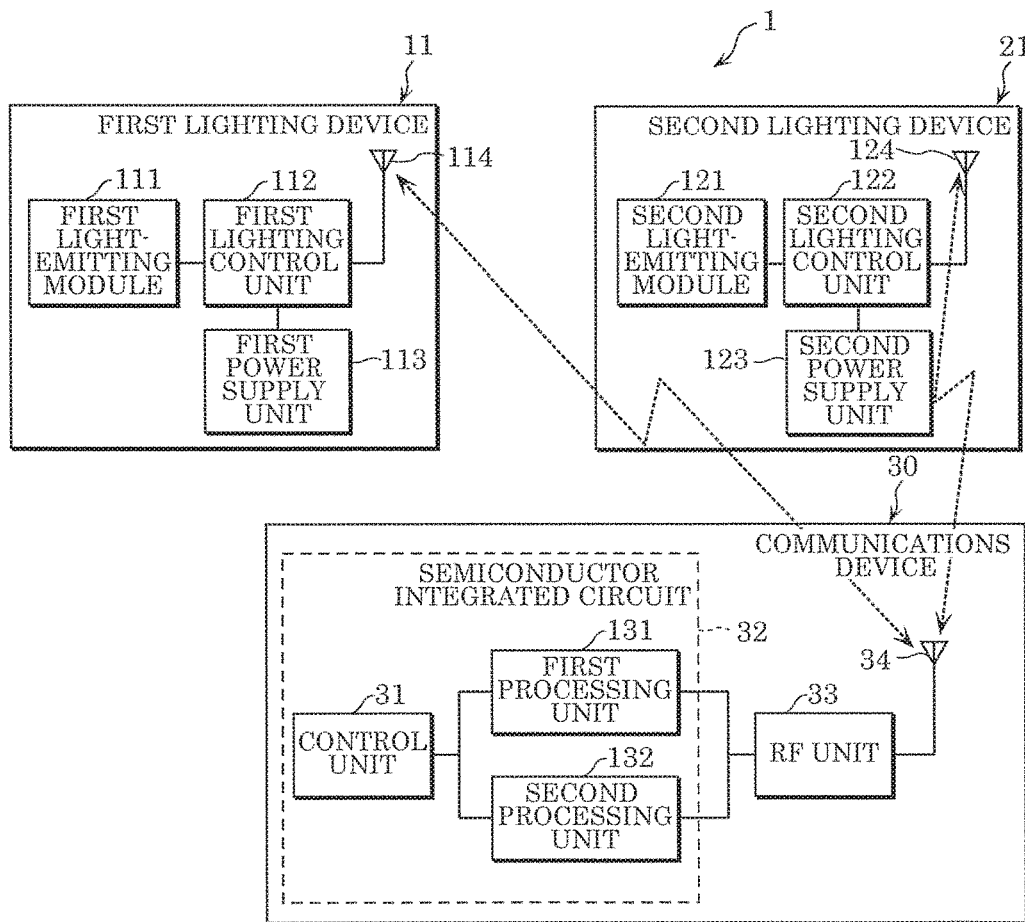 1
11
FIRST LIGHTING DEVICE
114
111
FIRST
LIGHT-
EMITTING
MODULE
112
FIRST
LIGHTING
CONTROL
UNIT
FIRST
POWER
SUPPLY
UNIT
113
21
SECOND LIGHTING DEVICE
124
121
SECOND
LIGHT-
EMITTING
MODULE
122
SECOND
LIGHTING
CONTROL
UNIT
123
SECOND
POWER
SUPPLY
UNIT
30
COMMUNICATIONS
DEVICE
SEMICONDUCTOR
INTEGRATED CIRCUIT
32
131
FIRST
PROCESSING
UNIT
31
CONTROL
UNIT
132
SECOND
PROCESSING
UNIT
33
RF UNIT
34